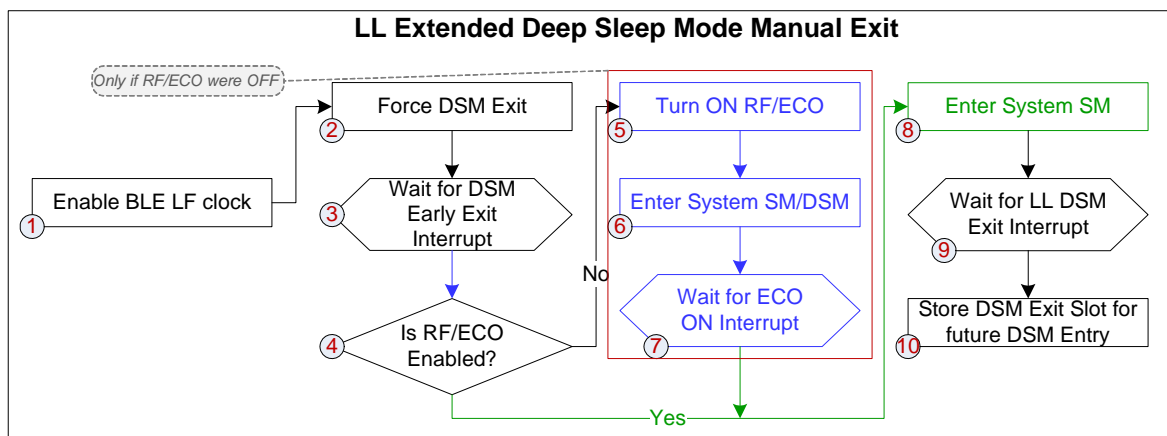 LL Extended Deep Sleep Mode Manual Exit
Only if RF/ECO were OFF
Enable BLE LF clock
1
Force DSM Exit
2
Wait for DSM
Early Exit
Interrupt
3
Is RF/ECO
Enabled?
4
No
Yes
Turn ON RF/ECO
5
Enter System SM/DSM
6
Wait for ECO
ON Interrupt
7
Enter System SM
8
Wait for LL DSM
Exit Interrupt
9
Store DSM Exit Slot for
future DSM Entry
10